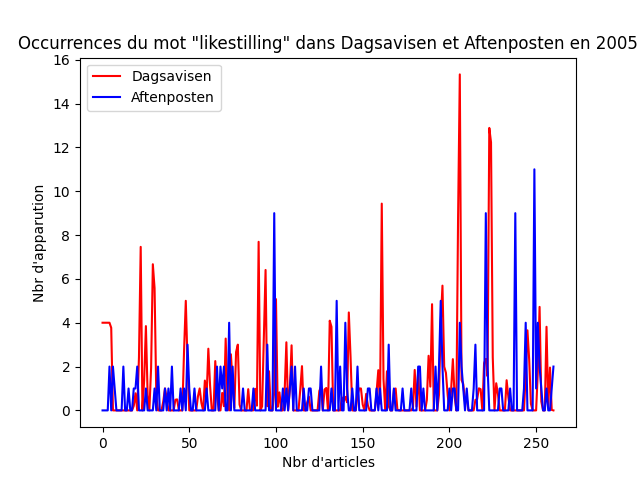 Occurrences du mot "likestilling" dans Dagsavisen et Aftenposten en 2005
Dagsavisen
Aftenposten
Nbr d'apparution
16
14
12
10
8
6
4
2
0
0 50 100 150 200 250
Nbr d'articles